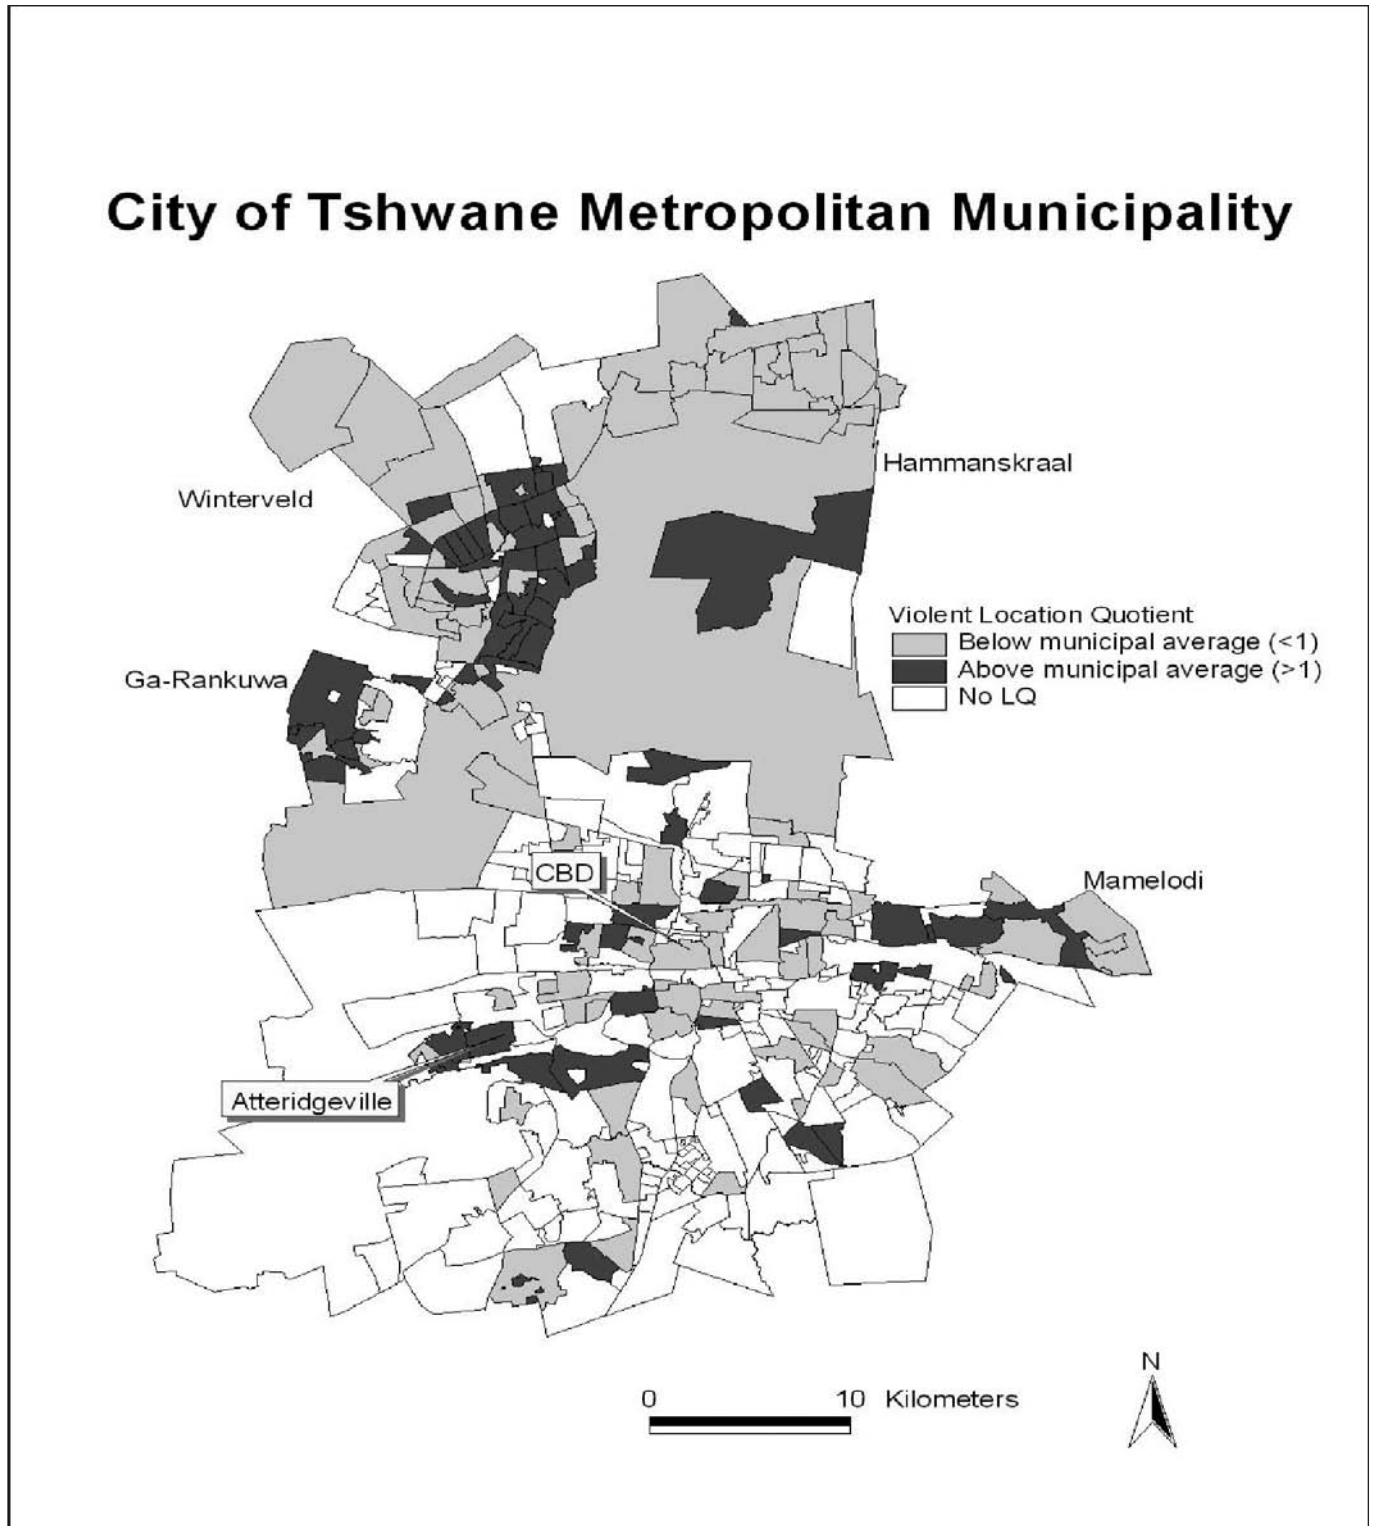 City of Tshwane Metropolitan Municipality
Hammanskraal
Winterveld
Violent Location Quotient
Below municipal average (<1)
Above municipal average (>1)
No LQ
Ga-Rankuwa
CBD
Mamelodi
Atteridgeville
N
0 10 Kilometers